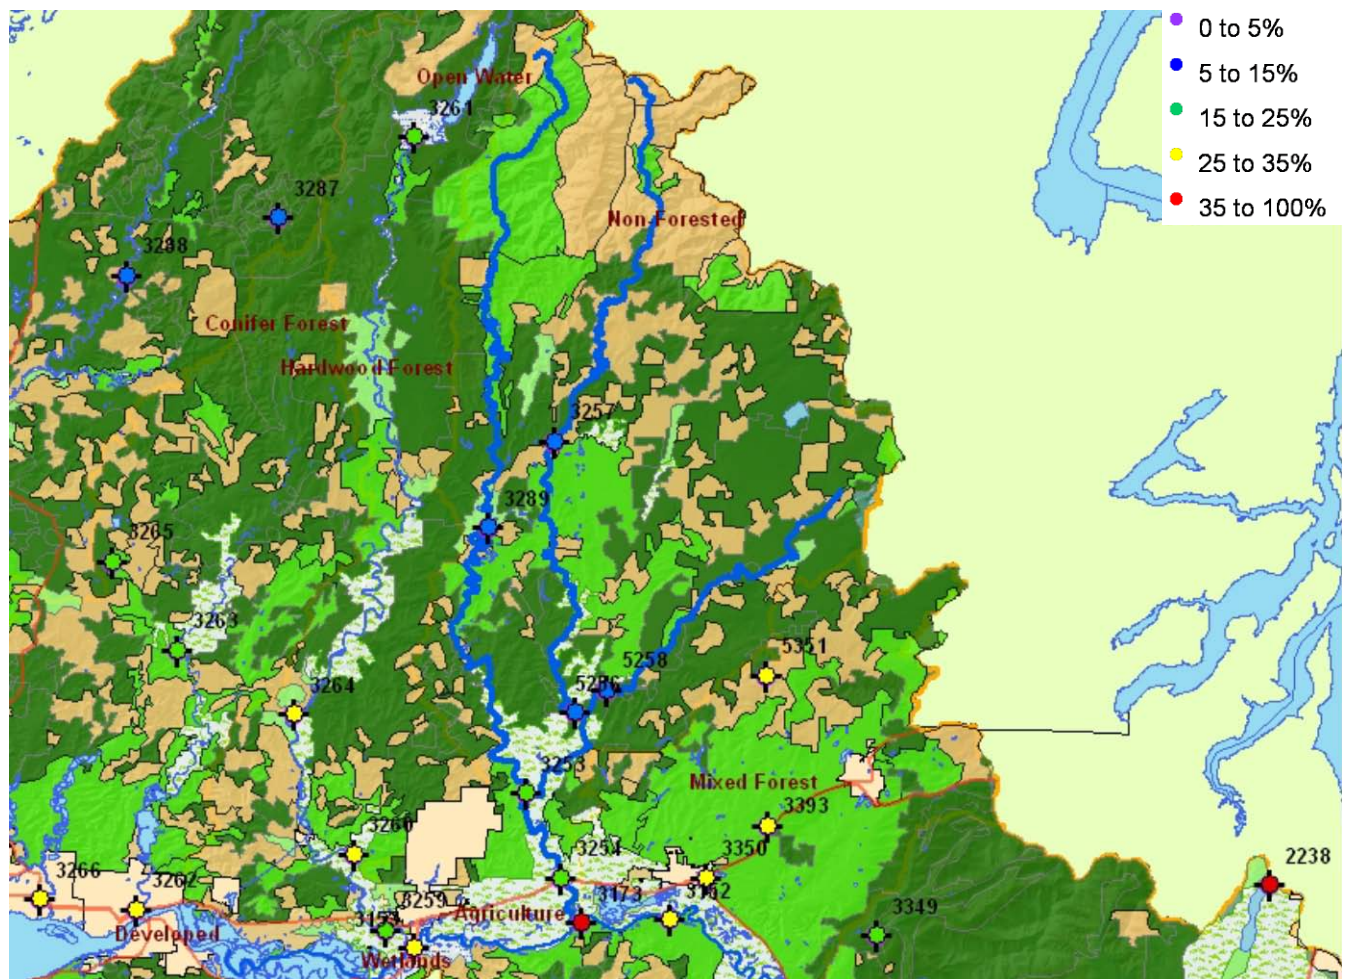 0 to 5%
5 to 15%
15 to 25%
25 to 35%
35 to 100%
Open Water
3261
3287
Non-Forested
3288
Conifer Forest
Hardwood Forest
3257
3289
3265
3263
5258
5351
3264
5286
3253
Mixed Forest
3393
3260
3254
3350
3266
3262
3259
3173
3162
2238
Agriculture
3349
Developed
Wetlands